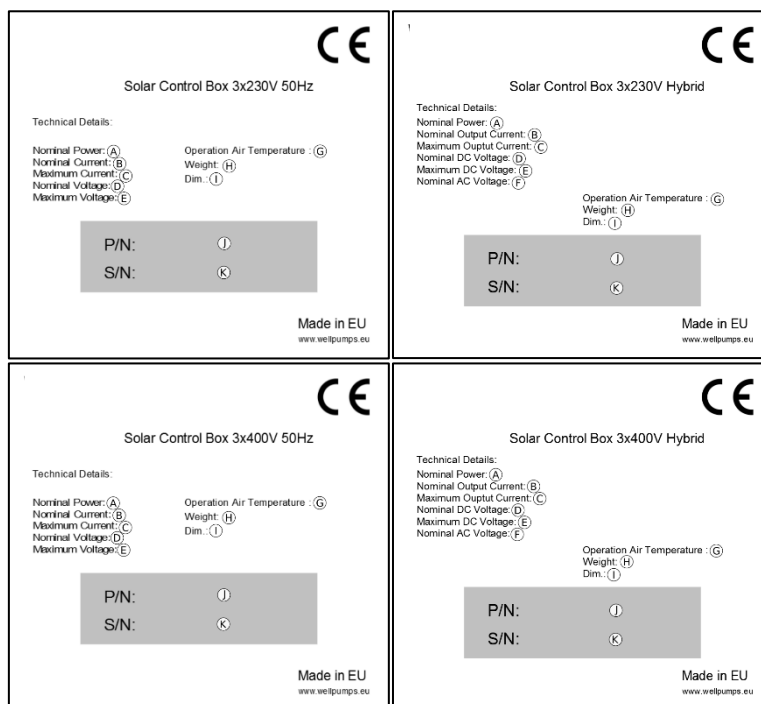 CE
Solar Control Box 3x230V 50Hz
Technical Details:
Nominal Power: A
Nominal Current: B
Maximum Current: C
Nominal Voltage: D
Maximum Voltage: E
Operation Air Temperature : G
Weight: H
Dim.: I
P/N: J
S/N: K
Made in EU
www.wellpumps.eu
CE
Solar Control Box 3x230V Hybrid
Technical Details:
Nominal Power: A
Nominal Output Current: B
Maximum Ouptut Current: C
Nominal DC Voltage: D
Maximum DC Voltage: E
Nominal AC Voltage: F
Operation Air Temperature : G
Weight: H
Dim.: I
P/N: J
S/N: K
Made in EU
www.wellpumps.eu
CE
Solar Control Box 3x400V 50Hz
Technical Details:
Nominal Power: A
Nominal Current: B
Maximum Current: C
Nominal Voltage: D
Maximum Voltage: E
Operation Air Temperature : G
Weight: H
Dim.: I
P/N: J
S/N: K
Made in EU
www.wellpumps.eu
CE
Solar Control Box 3x400V Hybrid
Technical Details:
Nominal Power: A
Nominal Output Current: B
Maximum Ouptut Current: C
Nominal DC Voltage: D
Maximum DC Voltage: E
Nominal AC Voltage: F
Operation Air Temperature : G
Weight: H
Dim.: I
P/N: J
S/N: K
Made in EU
www.wellpumps.eu